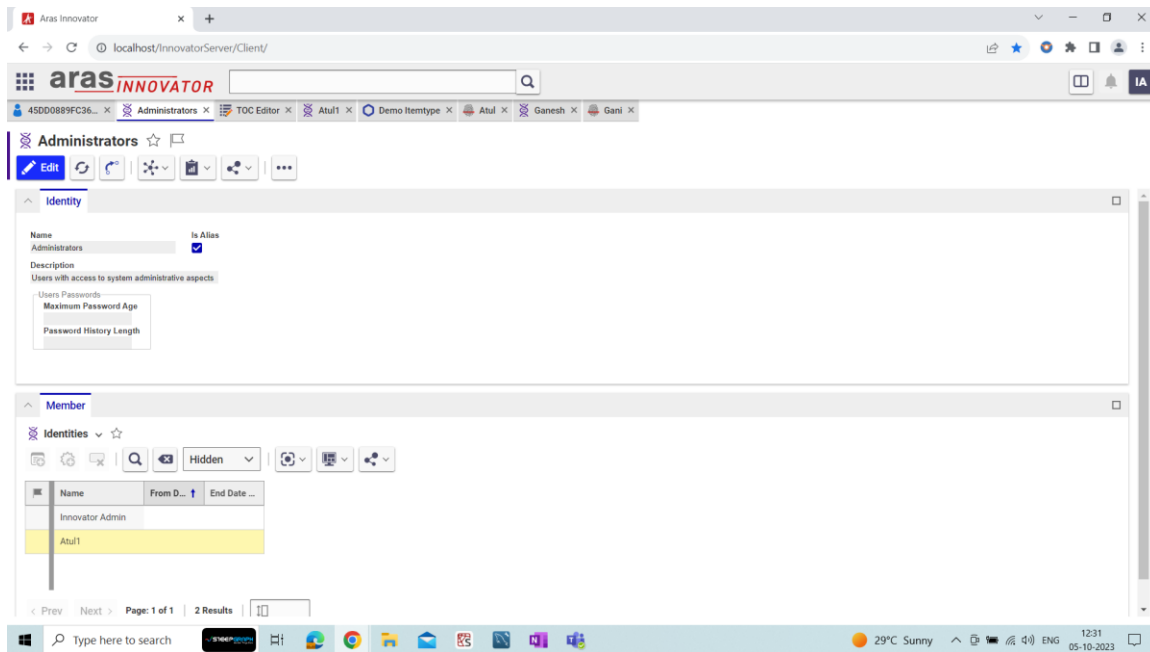 Aras Innovator
localhost/InnovatorServer/Client/
aras INNOVATOR
IA
45DD0889FC36... Administrators TOC Editor Atul1 Demo Itemtype Atul Ganesh Gani
Administrators
Edit
Identity
Name Is Alias
Administrators
Description
Users with access to system administrative aspects
Users Passwords
Maximum Password Age
Password History Length
Member
Identities
Hidden
Name From D... End Date ...
Innovator Admin
Atul1
< Prev Next > Page: 1 of 1 2 Results
Type here to search 29°C Sunny ENG 12:31
05-10-2023